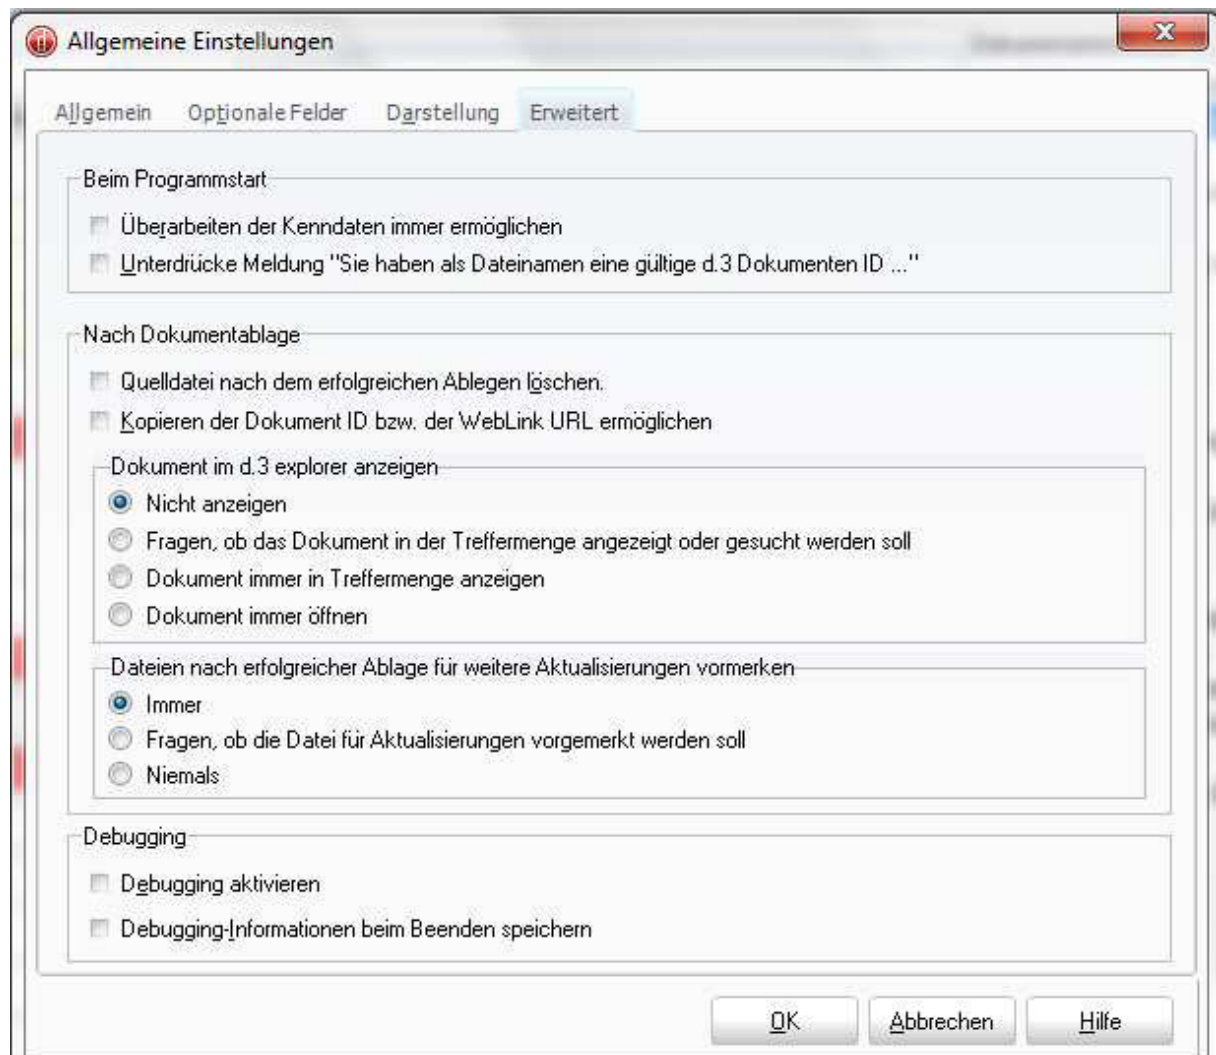 Allgemeine Einstellungen
Allgemein Optionale Felder Darstellung Erweitert
Beim Programmstart
Überarbeiten der Kenndaten immer ermöglichen
Unterdrücke Meldung "Sie haben als Dateinamen eine gültige d.3 Dokumenten ID ..."
Nach Dokumentablage
Quelldatei nach dem erfolgreichen Ablegen löschen.
Kopieren der Dokument ID bzw. der WebLink URL ermöglichen
Dokument im d.3 explorer anzeigen
Nicht anzeigen
Fragen, ob das Dokument in der Treffermenge angezeigt oder gesucht werden soll
Dokument immer in Treffermenge anzeigen
Dokument immer öffnen
Dateien nach erfolgreicher Ablage für weitere Aktualisierungen vormerken
Immer
Fragen, ob die Datei für Aktualisierungen vorgemerkt werden soll
Niemals
Debugging
Debugging aktivieren
Debugging-Informationen beim Beenden speichern
OK Abbrechen Hilfe